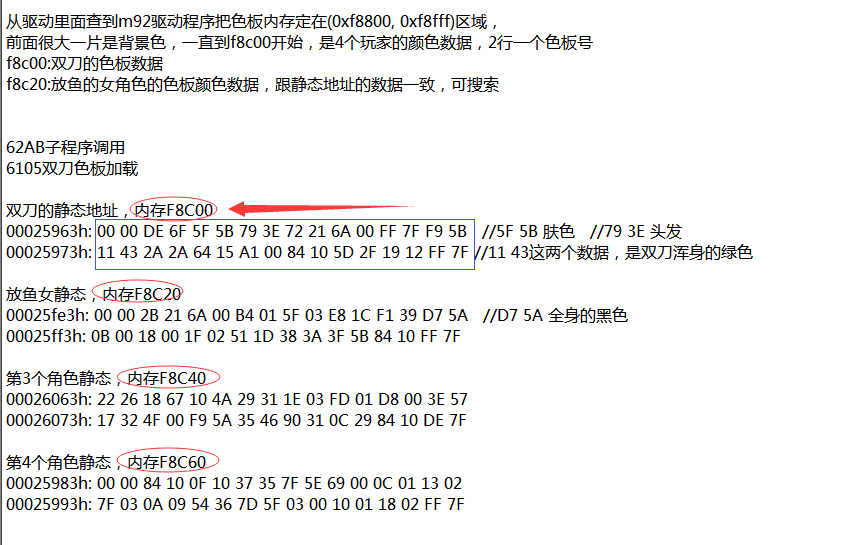 从驱动里面查到m92驱动程序把色板内存定在(0xf8800, 0xf8fff)区域，
前面很大一片是背景色，一直到f8c00开始，是4个玩家的颜色数据，2行一个色板号
f8c00:双刀的色板数据
f8c20:放鱼的女角色的色板颜色数据，跟静态地址的数据一致，可搜索
62AB子程序调用
6105双刀色板加载
双刀的静态地址，内存F8C00
00025963h: 00 00 DE 6F 5F 5B 79 3E 72 21 6A 00 FF 7F F9 5B //5F 5B 肤色 //79 3E 头发
00025973h: 11 43 2A 2A 64 15 A1 00 84 10 5D 2F 19 12 FF 7F //11 43这两个数据，是双刀浑身的绿色
放鱼女静态，内存F8C20
00025fe3h: 00 00 2B 21 6A 00 B4 01 5F 03 E8 1C F1 39 D7 5A //D7 5A 全身的黑色
00025ff3h: 0B 00 18 00 1F 02 51 1D 38 3A 3F 5B 84 10 FF 7F
第3个角色静态，内存F8C40
00026063h: 22 26 18 67 10 4A 29 31 1E 03 FD 01 D8 00 3E 57
00026073h: 17 32 4F 00 F9 5A 35 46 90 31 0C 29 84 10 DE 7F
第4个角色静态，内存F8C60
00025983h: 00 00 84 10 0F 10 37 35 7F 5E 69 00 0C 01 13 02
00025993h: 7F 03 0A 09 54 36 7D 5F 03 00 10 01 18 02 FF 7F